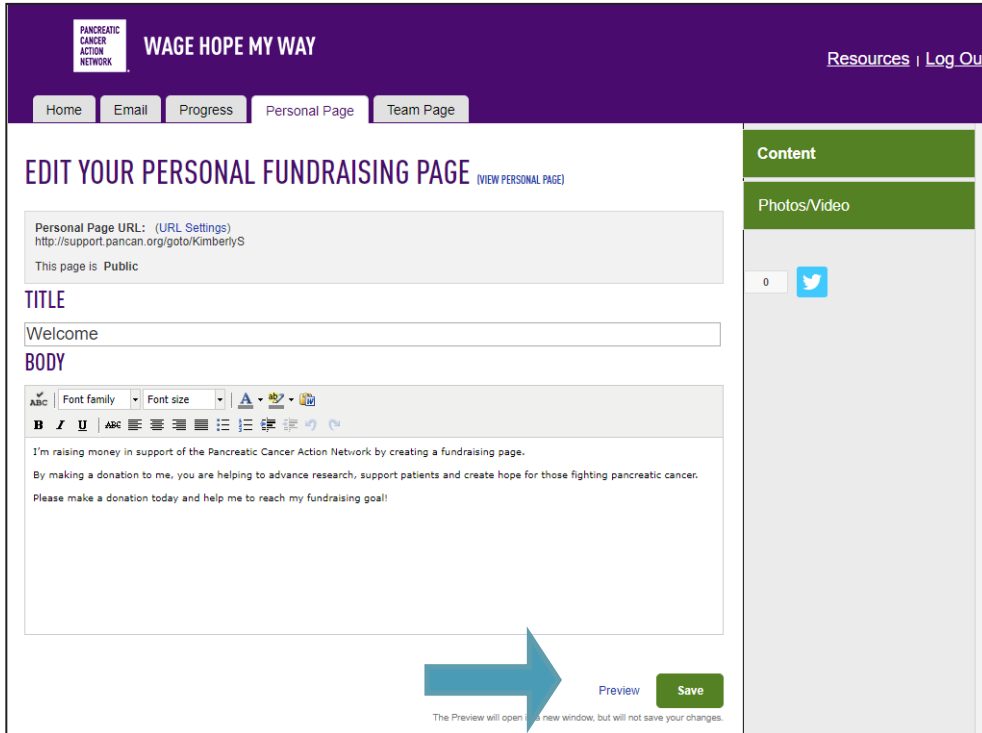 PANCREATIC
CANCER
ACTION
NETWORK
WAGE HOPE MY WAY
Resources | Log Ou
Home Email Progress Personal Page Team Page
EDIT YOUR PERSONAL FUNDRAISING PAGE (VIEW PERSONAL PAGE)
Content
Photos/Video
Personal Page URL: (URL Settings)
http://support.pancan.org/goto/KimberlyS
This page is Public
0
TITLE
Welcome
BODY
ABC Font family Font size A ab
B I U ABC
I'm raising money in support of the Pancreatic Cancer Action Network by creating a fundraising page.
By making a donation to me, you are helping to advance research, support patients and create hope for those fighting pancreatic cancer.
Please make a donation today and help me to reach my fundraising goal!
Preview Save
The Preview will open a new window, but will not save your changes.